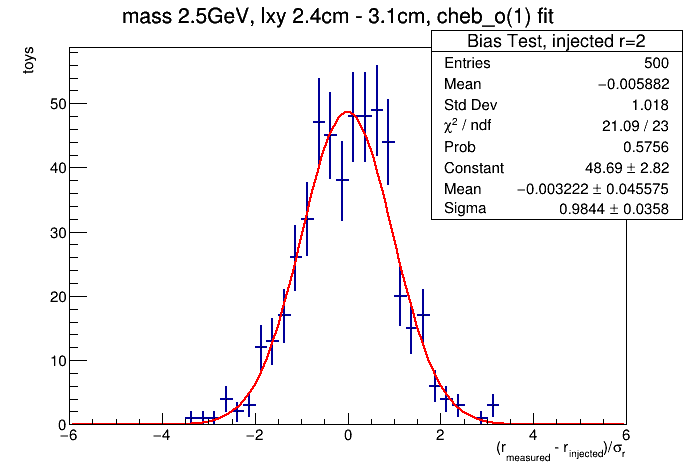 mass 2.5GeV, lxy 2.4cm - 3.1cm, cheb_o(1) fit
Bias Test, injected r=2
Entries 500
Mean −0.005882
Std Dev 1.018
χ² / ndf 21.09 / 23
Prob 0.5756
Constant 48.69 ± 2.82
Mean −0.003222 ± 0.045575
Sigma 0.9844 ± 0.0358
toys
50
40
30
20
10
0
−6 −4 −2 0 2 4 6
(r_measured - r_injected)/σ_r